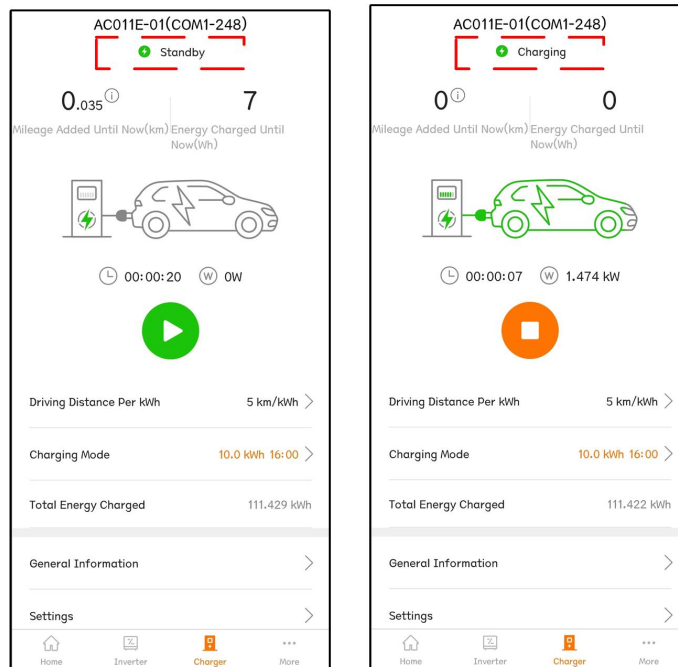 AC011E-01(COM1-248)
Standby
0.035 i
7
Mileage Added Until Now(km)
Energy Charged Until Now(Wh)
00:00:20
W 0W
Driving Distance Per kWh
5 km/kWh
Charging Mode
10.0 kWh 16:00
Total Energy Charged
111.429 kWh
General Information
Settings
Home
Inverter
Charger
More
AC011E-01(COM1-248)
Charging
0 i
0
Mileage Added Until Now(km)
Energy Charged Until Now(Wh)
00:00:07
W 1.474 kW
Driving Distance Per kWh
5 km/kWh
Charging Mode
10.0 kWh 16:00
Total Energy Charged
111.422 kWh
General Information
Settings
Home
Inverter
Charger
More